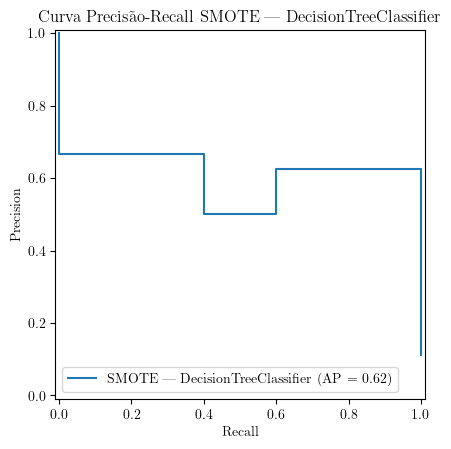 Curva Precisão-Recall SMOTE — DecisionTreeClassifier
1.0
0.8
0.6
0.4
0.2
0.0
Precision
SMOTE — DecisionTreeClassifier (AP = 0.62)
0.0 0.2 0.4 0.6 0.8 1.0
Recall